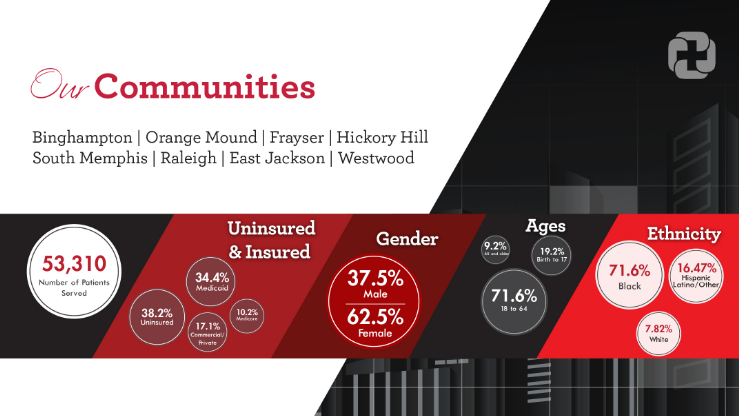 Our Communities
Binghampton | Orange Mound | Frayser | Hickory Hill
South Memphis | Raleigh | East Jackson | Westwood
53,310
Number of Patients
Served
Uninsured
& Insured
34.4%
Medicaid
38.2%
Uninsured
17.1%
Commercial/
Private
10.2%
Medicare
Gender
37.5%
Male
62.5%
Female
Ages
9.2%
65 and older
19.2%
Birth to 17
71.6%
18 to 64
Ethnicity
71.6%
Black
16.47%
Hispanic
Latino/Other
7.82%
White